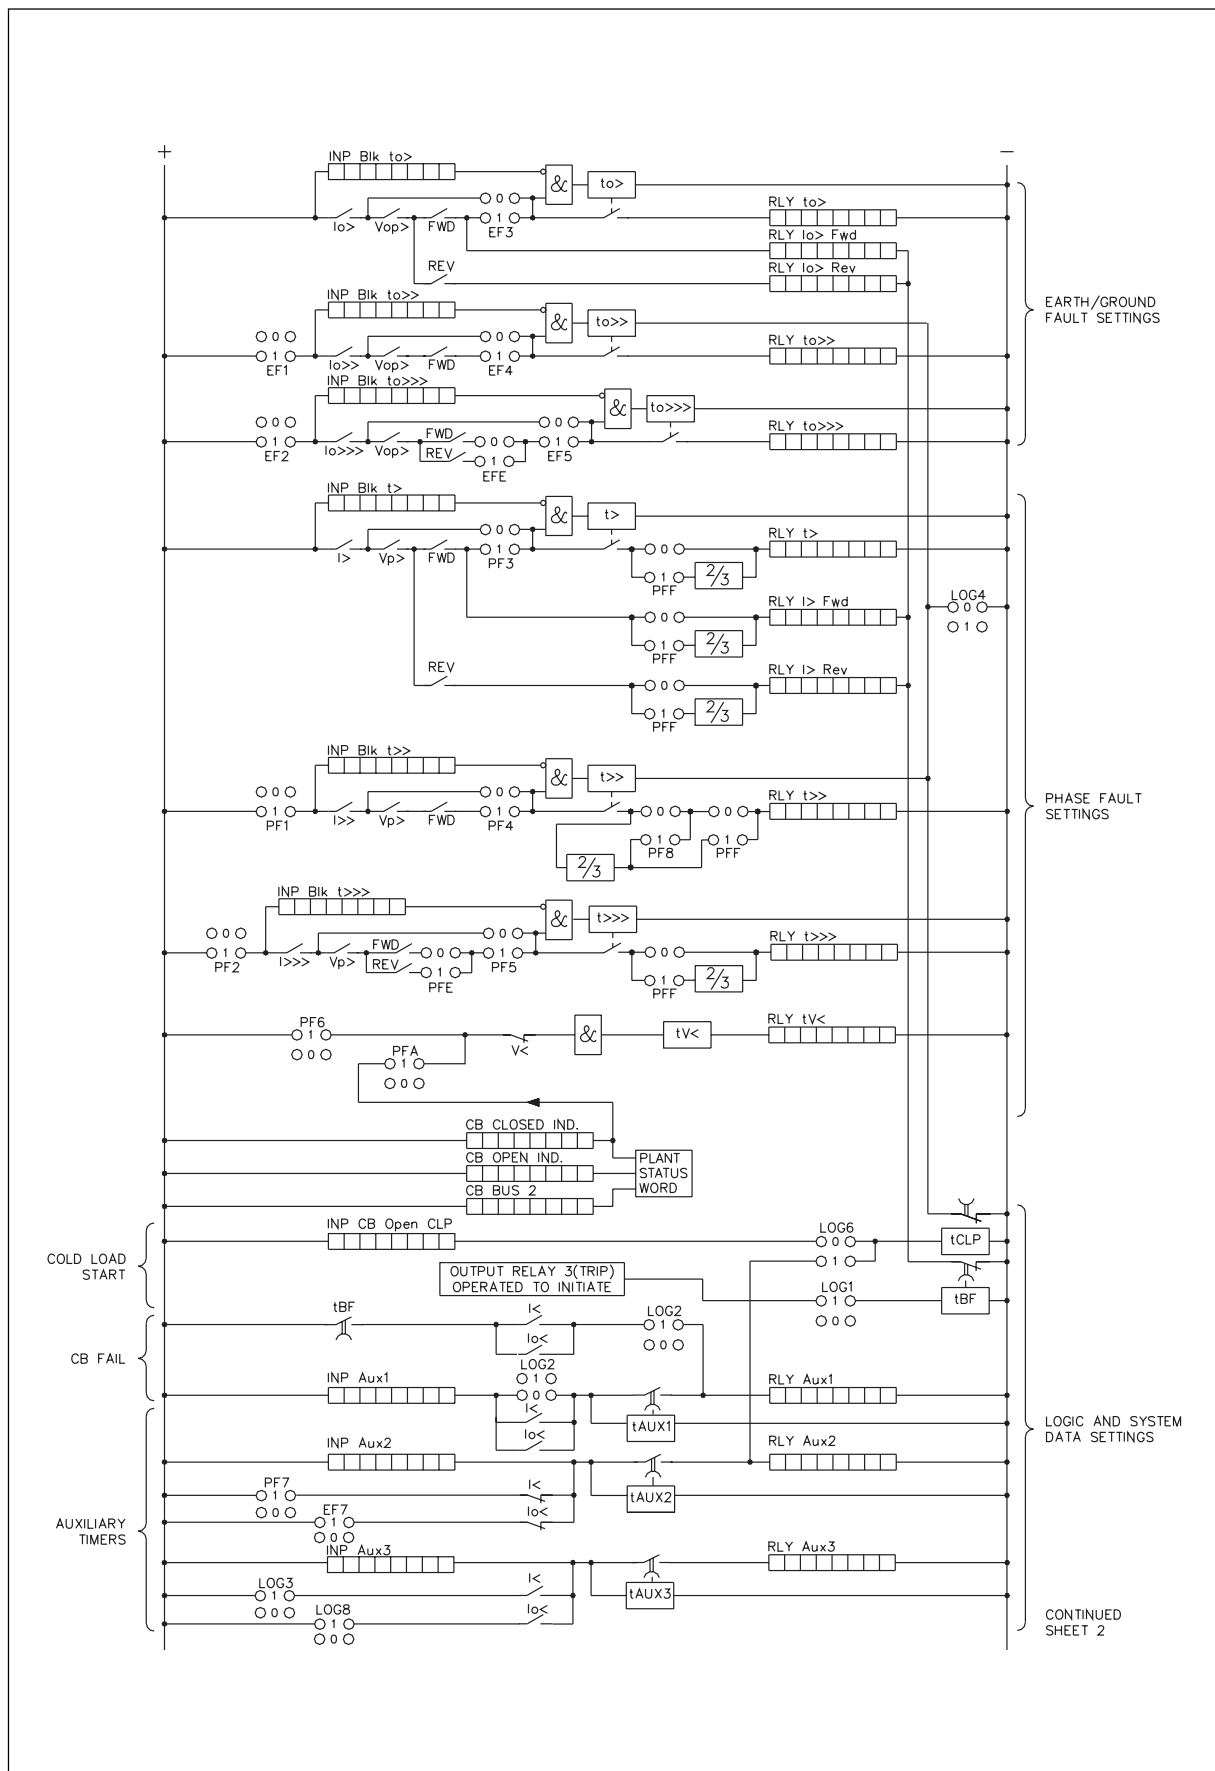 +
—
INP Blk to>
&
to>
0
1
Io>
Vop>
FWD
EF3
RLY to>
RLY Io> Fwd
REV
RLY Io> Rev
INP Blk to>>
&
to>>
0
0
1
1
EF1
Io>>
Vop>
FWD
EF4
RLY to>>
EARTH/GROUND
FAULT SETTINGS
INP Blk to>>>
&
to>>>
0
0
1
1
EF2
Io>>>
Vop>
FWD
0
REV
1
EFE
EF5
RLY to>>>
INP Blk t>
&
t>
0
1
I>
Vp>
FWD
PF3
0
1
PFF
2/3
RLY t>
RLY I> Fwd
0
1
PFF
2/3
LOG4
0
1
REV
RLY I> Rev
0
1
PFF
2/3
INP Blk t>>
&
t>>
0
0
1
1
PF1
I>>
Vp>
FWD
PF4
0
0
1
1
PF8
PFF
2/3
RLY t>>
PHASE FAULT
SETTINGS
INP Blk t>>>
&
t>>>
0
0
1
1
PF2
I>>>
Vp>
FWD
0
REV
1
PFE
PF5
0
1
PFF
2/3
RLY t>>>
PF6
1
0
V<
&
tV<
RLY tV<
PFA
1
0
CB CLOSED IND.
CB OPEN IND.
CB BUS 2
PLANT
STATUS
WORD
COLD LOAD
START
INP CB Open CLP
LOG6
0
1
tCLP
OUTPUT RELAY 3(TRIP)
OPERATED TO INITIATE
LOG1
1
0
tBF
CB FAIL
tBF
I<
Io<
LOG2
1
0
INP Aux1
LOG2
1
0
I<
Io<
tAUX1
RLY Aux1
LOGIC AND SYSTEM
DATA SETTINGS
AUXILIARY
TIMERS
INP Aux2
tAUX2
RLY Aux2
PF7
1
0
I<
EF7
1
0
Io<
INP Aux3
tAUX3
RLY Aux3
LOG3
1
0
I<
LOG8
1
0
Io<
CONTINUED
SHEET 2